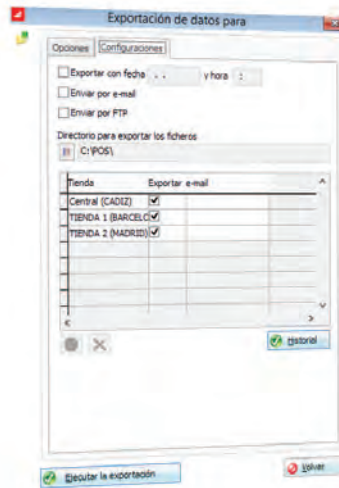 Exportación de datos para
Opciones Configuraciones
Exportar con fecha . . y hora :
Enviar por e-mail
Enviar por FTP
Directorio para exportar los ficheros
C:\POS\
Tienda Exportar e-mail
Central (CADIZ)
TIENDA 1 (BARCELC
TIENDA 2 (MADRID)
Historial
Ejecutar la exportación Volver